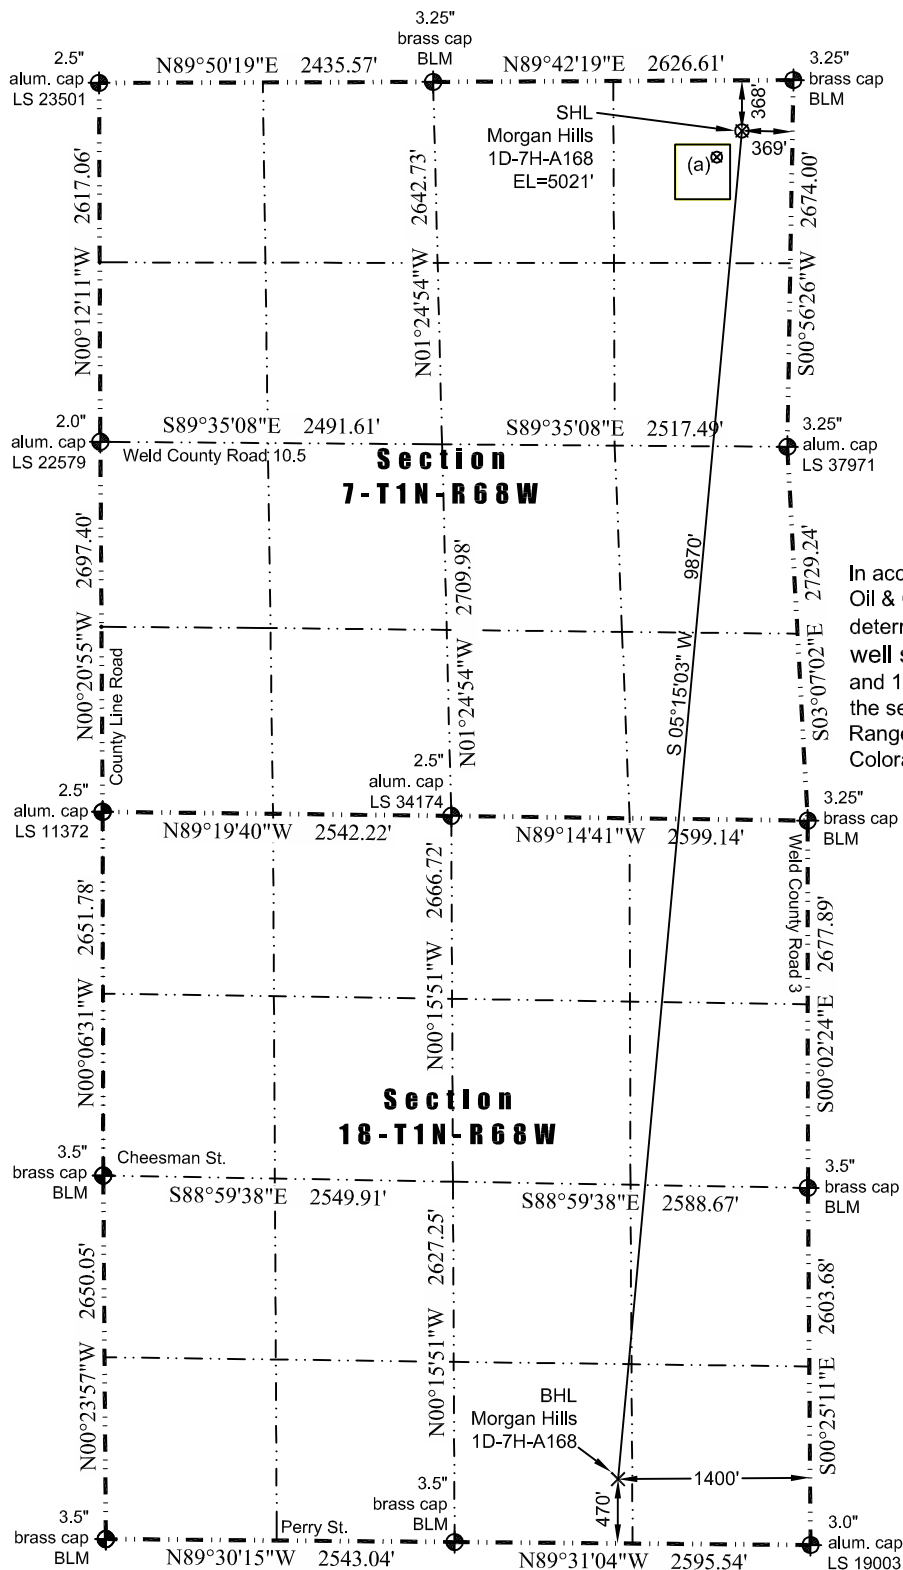 3.25"
brass cap
BLM
2.5"
alum. cap
LS 23501
N89°50'19"E 2435.57'
N89°42'19"E 2626.61'
3.25"
brass cap
BLM
368'
369'
SHL
Morgan Hills
1D-7H-A168
EL=5021'
(a)
N00°12'11"W 2617.06'
N01°24'54"W 2642.73'
S00°56'26"W 2674.00'
2.0"
alum. cap
LS 22579
S89°35'08"E 2491.61'
S89°35'08"E 2517.49'
3.25"
alum. cap
LS 37971
Weld County Road 10.5
Section
7-T1N-R68W
N00°20'55"W 2697.40'
County Line Road
N01°24'54"W 2709.98'
S 05°15'03" W 9870'
S03°07'02"E 2729.24'
In acc
Oil &
determ
well s
and 1
the se
Range
Colora
2.5"
alum. cap
LS 11372
2.5"
alum. cap
LS 34174
3.25"
brass cap
BLM
N89°19'40"W 2542.22'
N89°14'41"W 2599.14'
N00°06'31"W 2651.78'
N00°15'51"W 2666.72'
Weld County Road 3
S00°02'24"E 2677.89'
Section
18-T1N-R68W
3.5"
brass cap
BLM
Cheesman St.
S88°59'38"E 2549.91'
S88°59'38"E 2588.67'
3.5"
brass cap
BLM
N00°23'57"W 2650.05'
N00°15'51"W 2627.25'
S00°25'11"E 2603.68'
BHL
Morgan Hills
1D-7H-A168
1400'
470'
3.5"
brass cap
BLM
3.5"
brass cap
BLM
Perry St.
N89°30'15"W 2543.04'
N89°31'04"W 2595.54'
3.0"
alum. cap
LS 19003